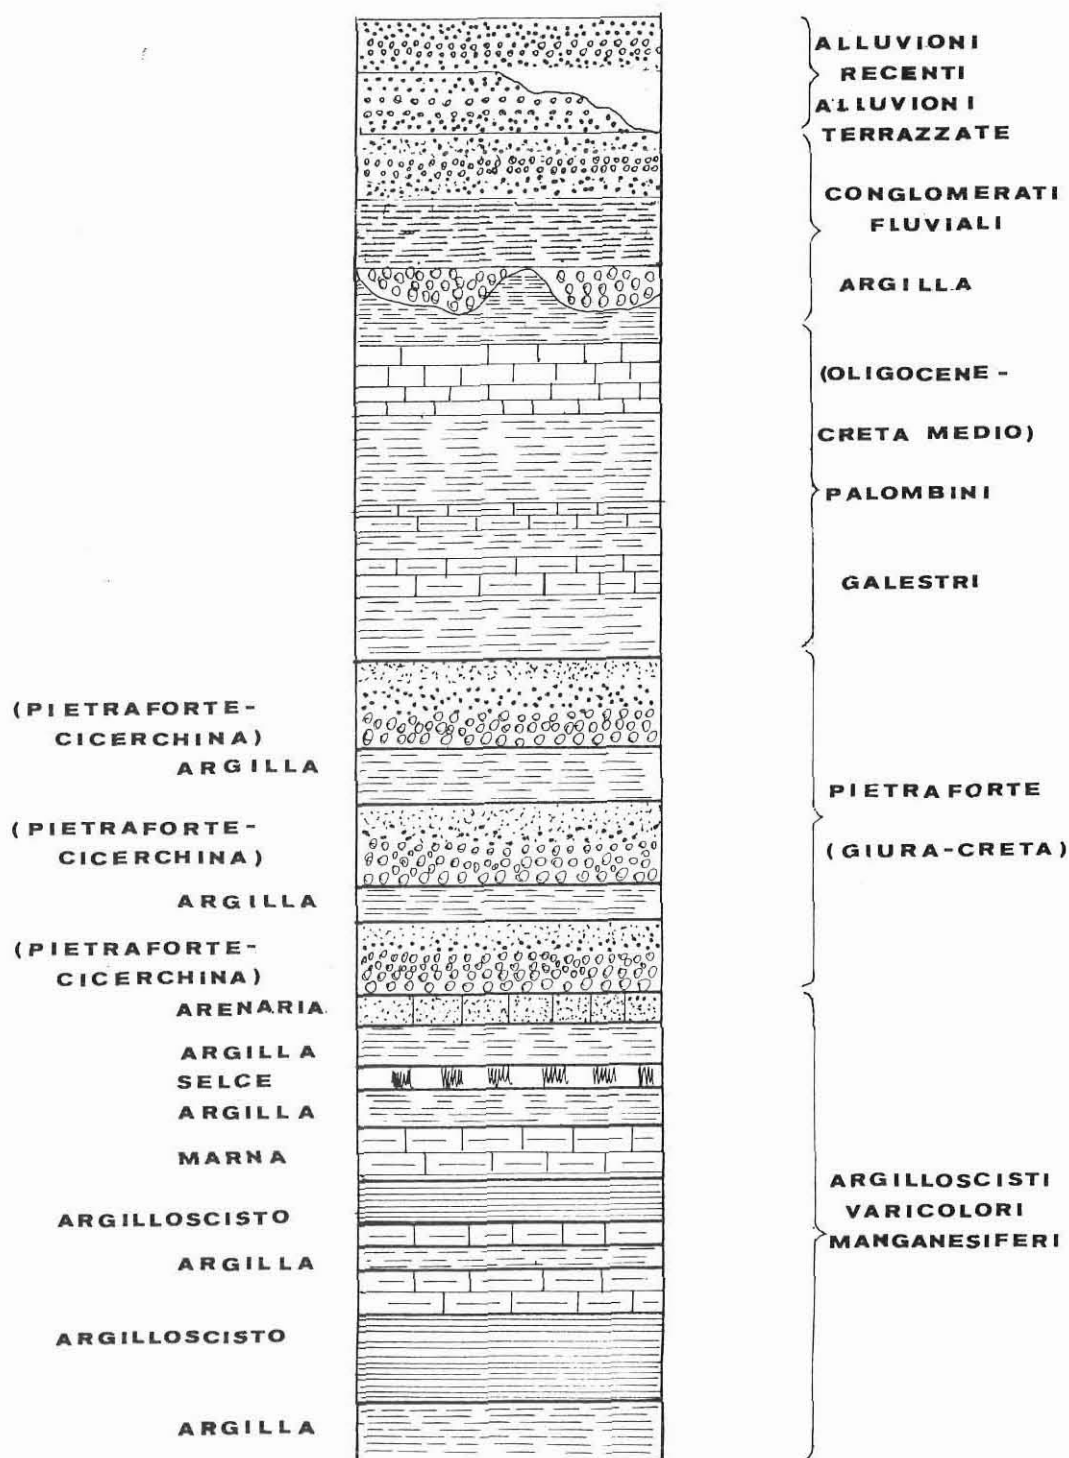 ALLUVIONI
RECENTI
ALLUVIONI
TERRAZZATE
CONGLOMERATI
FLUVIALI
ARGILLA
(OLIGOCENE-
CRETA MEDIO)
PALOMBINI
GALESTRI
PIETRAFORTE
(GIURA-CRETA)
ARGILLOSCISTI
VARICOLORI
MANGANESIFERI
(PIETRAFORTE-
CICERCHINA)
ARGILLA
(PIETRAFORTE-
CICERCHINA)
ARGILLA
(PIETRAFORTE-
CICERCHINA)
ARENARIA
ARGILLA
SELCE
ARGILLA
MARNA
ARGILLOSCISTO
ARGILLA
ARGILLOSCISTO
ARGILLA